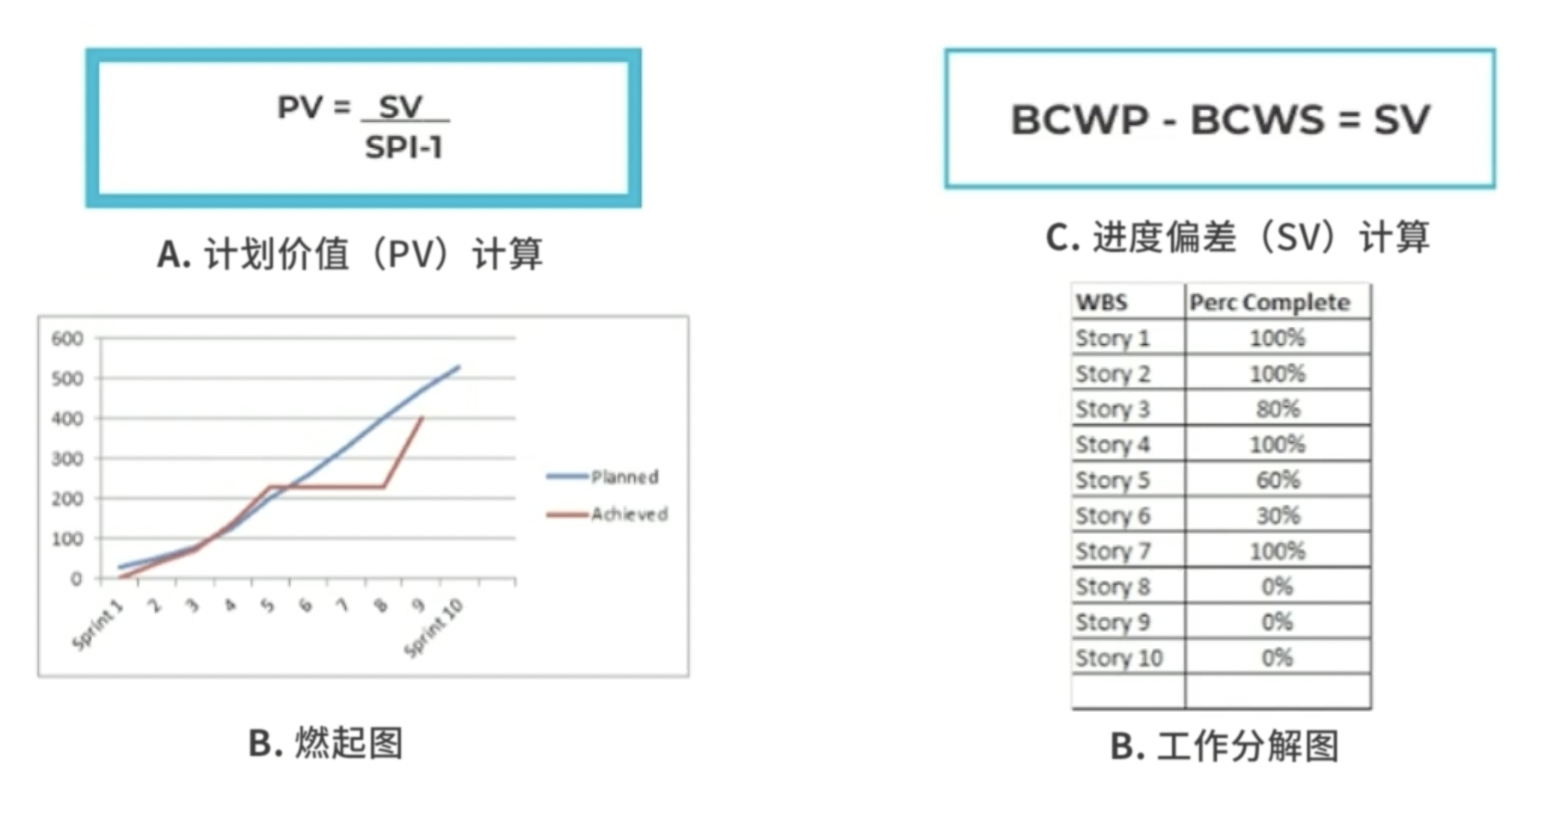 PV = SV
SPI-1
A. 计划价值（PV）计算
BCWP - BCWS = SV
C. 进度偏差（SV）计算
600
500
400
300
200
100
0
Sprint 1
2
3
4
5
6
7
8
9
Sprint 10
Planned
Achieved
B. 燃起图
WBS Perc Complete
Story 1 100%
Story 2 100%
Story 3 80%
Story 4 100%
Story 5 60%
Story 6 30%
Story 7 100%
Story 8 0%
Story 9 0%
Story 10 0%
B. 工作分解图